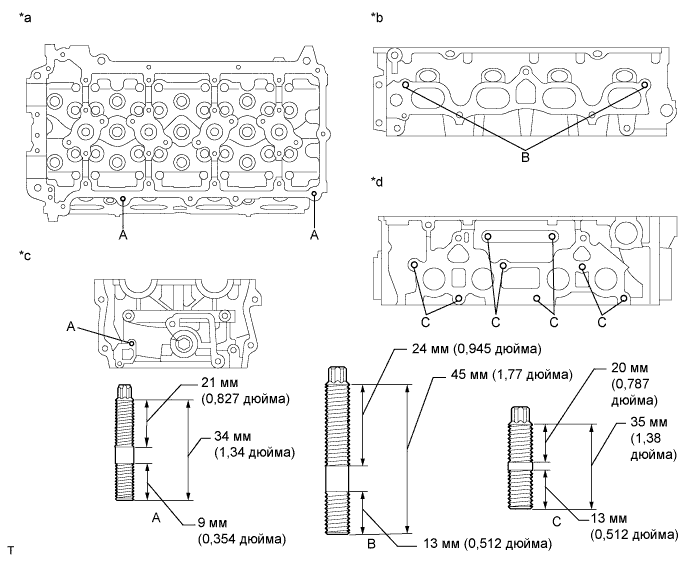 *a
A
A
*b
B
*c
A
*d
C
C
C
C
21 мм
(0,827 дюйма)
34 мм
(1,34 дюйма)
9 мм
(0,354 дюйма)
A
24 мм (0,945 дюйма)
45 мм (1,77 дюйма)
13 мм (0,512 дюйма)
B
20 мм
(0,787
дюйма)
35 мм
(1,38
дюйма)
13 мм
(0,512 дюйма)
C
T